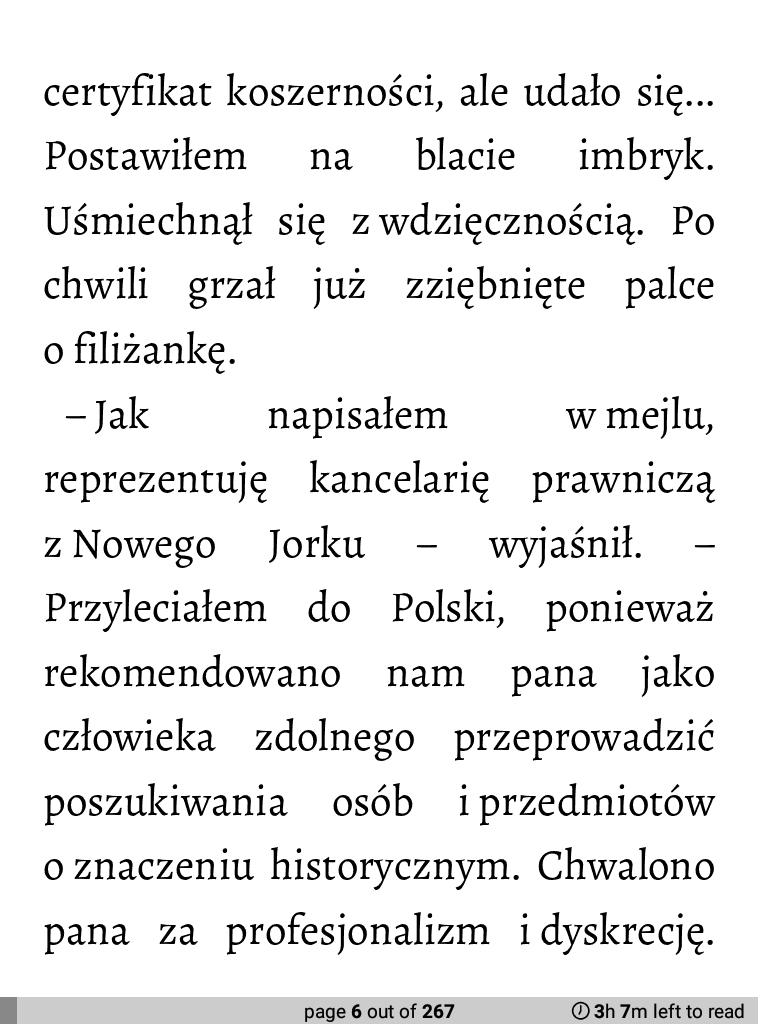 certyfikat koszerności, ale udało się...
Postawiłem na blacie imbryk.
Uśmiechnął się z wdzięcznością. Po
chwili grzał już zziębnięte palce
o filiżankę.
– Jak napisałem w mejlu,
reprezentuję kancelarię prawniczą
z Nowego Jorku – wyjaśnił. –
Przyleciałem do Polski, ponieważ
rekomendowano nam pana jako
człowieka zdolnego przeprowadzić
poszukiwania osób i przedmiotów
o znaczeniu historycznym. Chwalono
pana za profesjonalizm i dyskrecję.
page 6 out of 267 3h 7m left to read